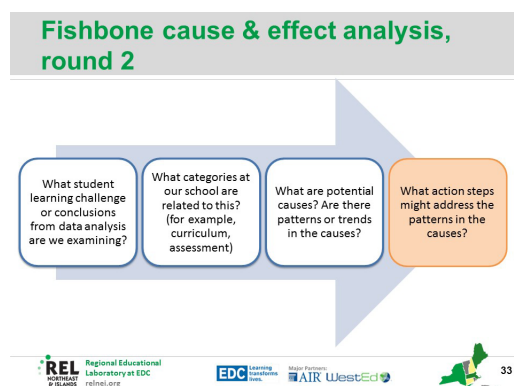 Fishbone cause & effect analysis,
round 2
What student
learning challenge
or conclusions
from data analysis
are we examining?
What categories at
our school are
related to this?
(for example,
curriculum,
assessment)
What are potential
causes? Are there
patterns or trends
in the causes?
What action steps
might address the
patterns in the
causes?
REL
NORTHEAST
& ISLANDS
Regional Educational
Laboratory at EDC
relnei.org
EDC
Learning
transforms
lives.
Major Partners:
AIR WestEd
33